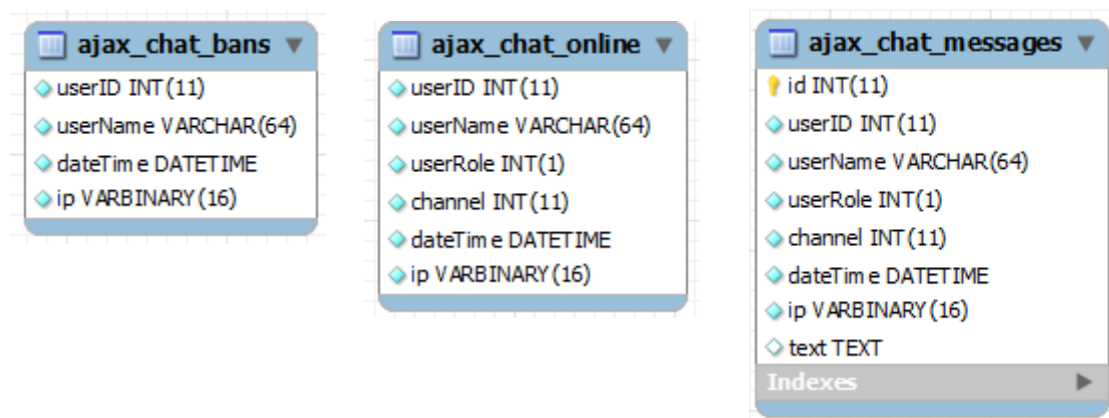 ajax_chat_bans
userID INT(11)
userName VARCHAR(64)
dateTime DATETIME
ip VARBINARY(16)
ajax_chat_online
userID INT(11)
userName VARCHAR(64)
userRole INT(1)
channel INT(11)
dateTime DATETIME
ip VARBINARY(16)
ajax_chat_messages
id INT(11)
userID INT(11)
userName VARCHAR(64)
userRole INT(1)
channel INT(11)
dateTime DATETIME
ip VARBINARY(16)
text TEXT
Indexes